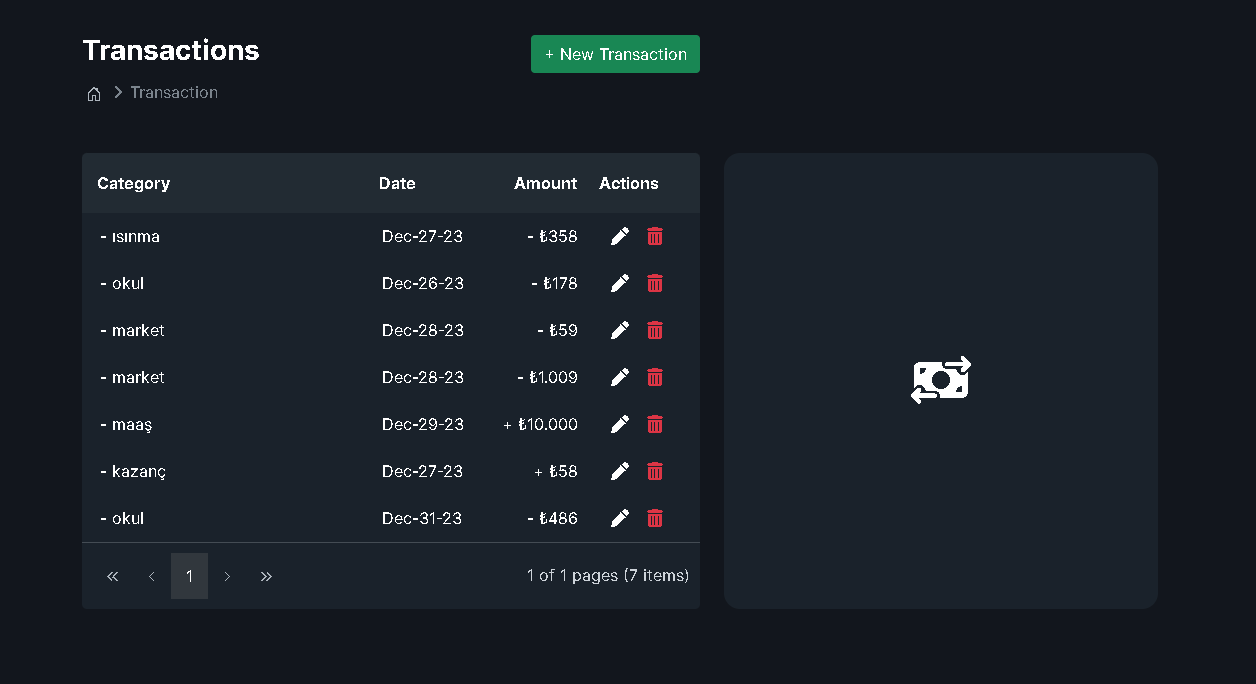 Transactions
+ New Transaction
Transaction
Category Date Amount Actions
- ısınma Dec-27-23 - ₺358
- okul Dec-26-23 - ₺178
- market Dec-28-23 - ₺59
- market Dec-28-23 - ₺1.009
- maaş Dec-29-23 + ₺10.000
- kazanç Dec-27-23 + ₺58
- okul Dec-31-23 - ₺486
1 1 of 1 pages (7 items)